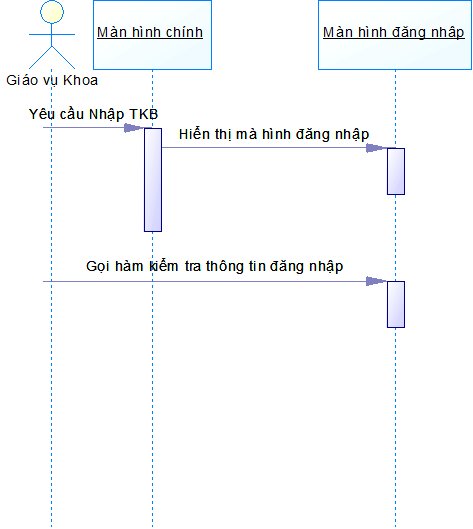 Màn hình chính
Màn hình đăng nhâp
Giáo vụ Khoa
Yêu cầu Nhập TKB
Hiển thị mà hình đăng nhập
Gọi hàm kiểm tra thông tin đăng nhập